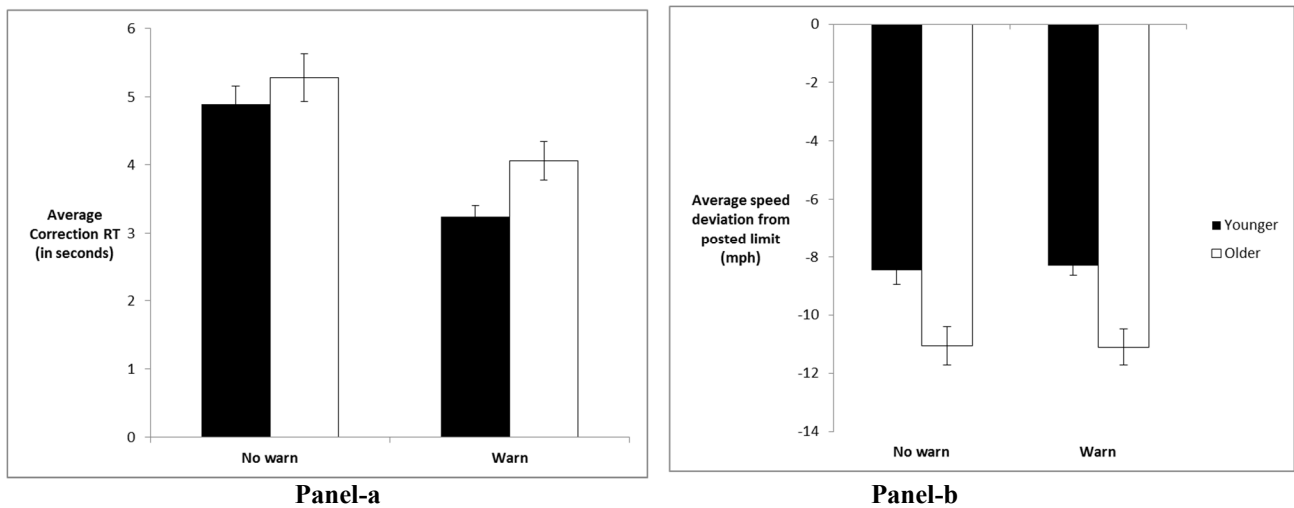 6
5
4
3
2
1
0
Average
Correction RT
(in seconds)
No warn
Warn
Panel-a
0
-2
-4
-6
-8
-10
-12
-14
Average speed
deviation from
posted limit
(mph)
No warn
Warn
Younger
Older
Panel-b